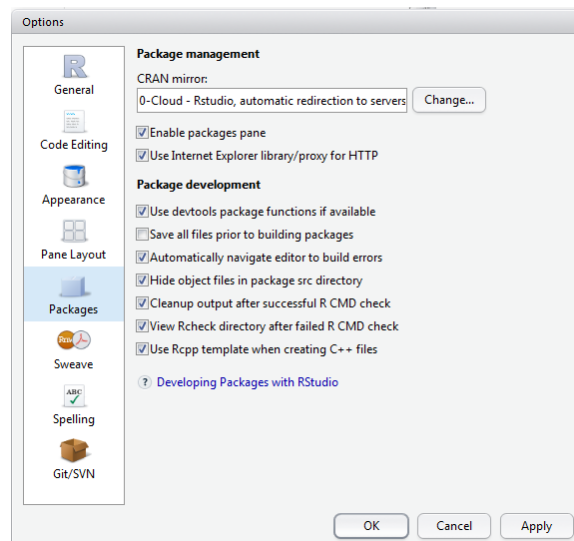 Options
General
Code Editing
Appearance
Pane Layout
Packages
Sweave
ABC
Spelling
Git/SVN
Package management
CRAN mirror:
0-Cloud - Rstudio, automatic redirection to servers
Change...
Enable packages pane
Use Internet Explorer library/proxy for HTTP
Package development
Use devtools package functions if available
Save all files prior to building packages
Automatically navigate editor to build errors
Hide object files in package src directory
Cleanup output after successful R CMD check
View Rcheck directory after failed R CMD check
Use Rcpp template when creating C++ files
? Developing Packages with RStudio
OK
Cancel
Apply